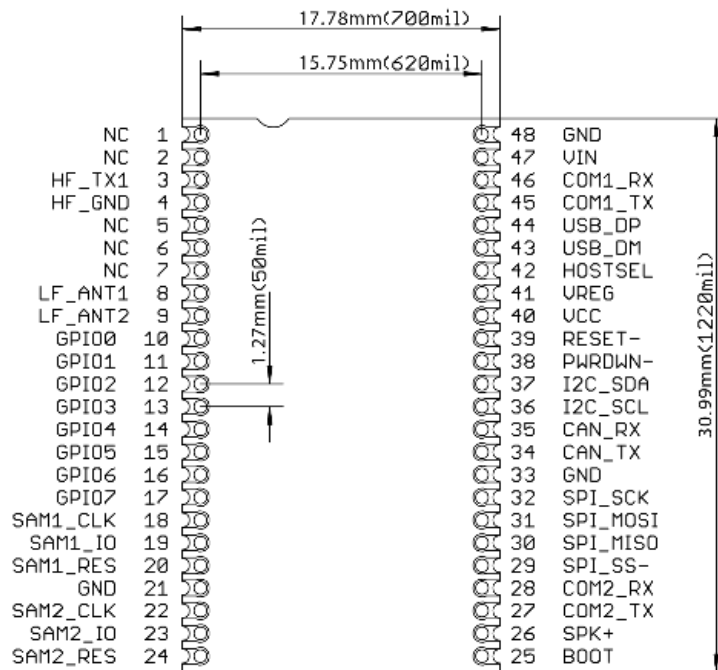 17.78mm(700mil)
15.75mm(620mil)
NC 1 48 GND
NC 2 47 VIN
HF_TX1 3 46 COM1_RX
HF_GND 4 45 COM1_TX
NC 5 44 USB_DP
NC 6 43 USB_DM
NC 7 42 HOSTSEL
LF_ANT1 8 41 VREG
LF_ANT2 9 40 VCC
GPIO0 10 39 RESET-
GPIO1 11 38 PWRDWN-
GPIO2 12 37 I2C_SDA
GPIO3 13 36 I2C_SCL
GPIO4 14 35 CAN_RX
GPIO5 15 34 CAN_TX
GPIO6 16 33 GND
GPIO7 17 32 SPI_SCK
SAM1_CLK 18 31 SPI_MOSI
SAM1_IO 19 30 SPI_MISO
SAM1_RES 20 29 SPI_SS-
GND 21 28 COM2_RX
SAM2_CLK 22 27 COM2_TX
SAM2_IO 23 26 SPK+
SAM2_RES 24 25 BOOT
1.27mm(50mil)
30.99mm(1220mil)